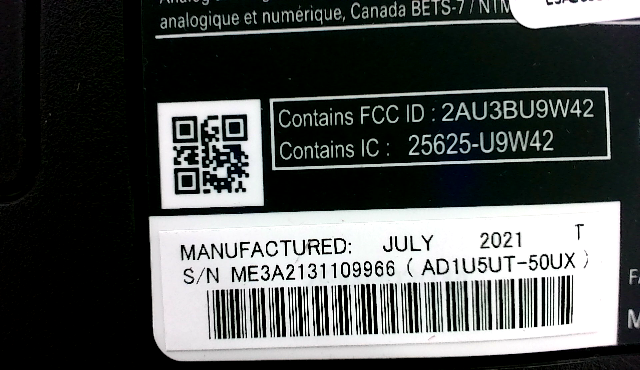 analogique et numérique, Canada BETS-7 / NTM
Contains FCC ID : 2AU3BU9W42
Contains IC : 25625-U9W42
MANUFACTURED: JULY 2021 T
S/N ME3A2131109966 ( AD1U5UT-50UX )